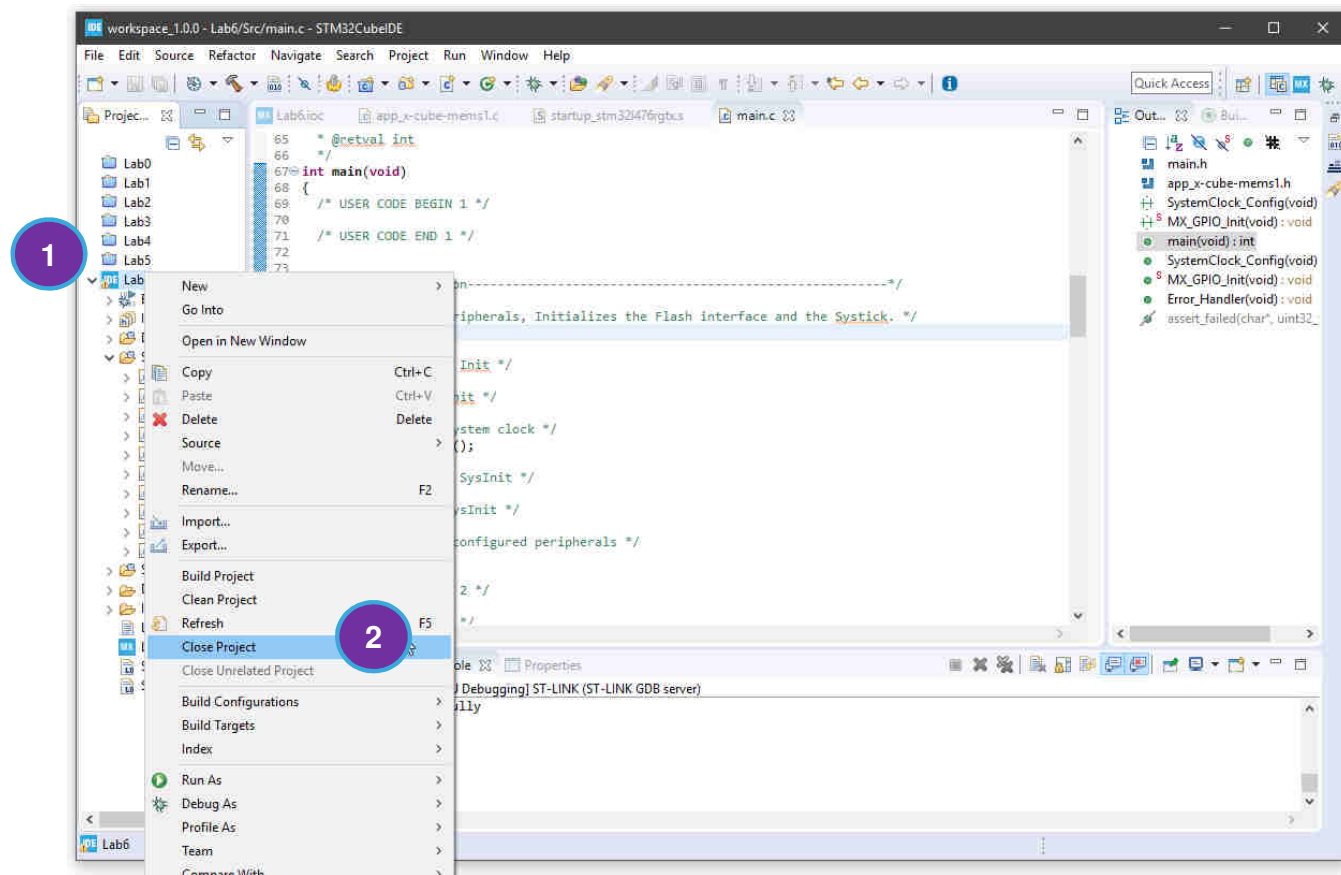 workspace_1.0.0 - Lab6/Src/main.c - STM32CubeIDE
File Edit Source Refactor Navigate Search Project Run Window Help
Quick Access
Projec...
Lab0
Lab1
Lab2
Lab3
Lab4
Lab5
Lab
1
Lab6.ioc
app_x-cube-mems1.c
startup_stm32l476rgtx.s
main.c
65 * @retval int
66 */
67 int main(void)
68 {
69 /* USER CODE BEGIN 1 */
70
71 /* USER CODE END 1 */
72
73
on-------------------------------------------------------*/
ripherals, Initializes the Flash interface and the Systick. */
Init */
it */
ystem clock */
();
SysInit */
ysInit */
configured peripherals */
2 */
*/
New
Go Into
Open in New Window
Copy Ctrl+C
Paste Ctrl+V
Delete Delete
Source
Move...
Rename... F2
Import...
Export...
Build Project
Clean Project
Refresh F5
Close Project
2
Close Unrelated Project
Build Configurations
Build Targets
Index
Run As
Debug As
Profile As
Team
Compare With
Out...
Bui...
main.h
app_x-cube-mems1.h
SystemClock_Config(void)
MX_GPIO_Init(void) : void
main(void) : int
SystemClock_Config(void)
MX_GPIO_Init(void) : void
Error_Handler(void) : void
assert_failed(char*, uint32_
ole Properties
Debugging] ST-LINK (ST-LINK GDB server)
ully
Lab6